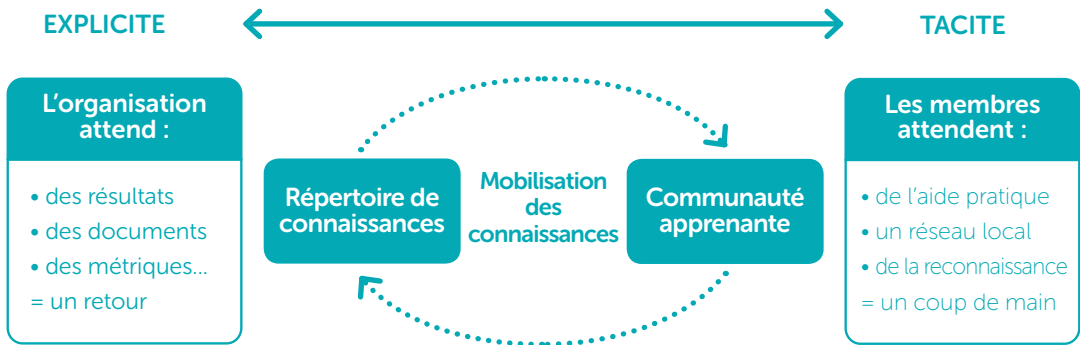 EXPLICITE
TACITE
L'organisation
attend :
• des résultats
• des documents
• des métriques...
= un retour
Répertoire de
connaissances
Mobilisation
des
connaissances
Communauté
apprenante
Les membres
attendent :
• de l'aide pratique
• un réseau local
• de la reconnaissance
= un coup de main